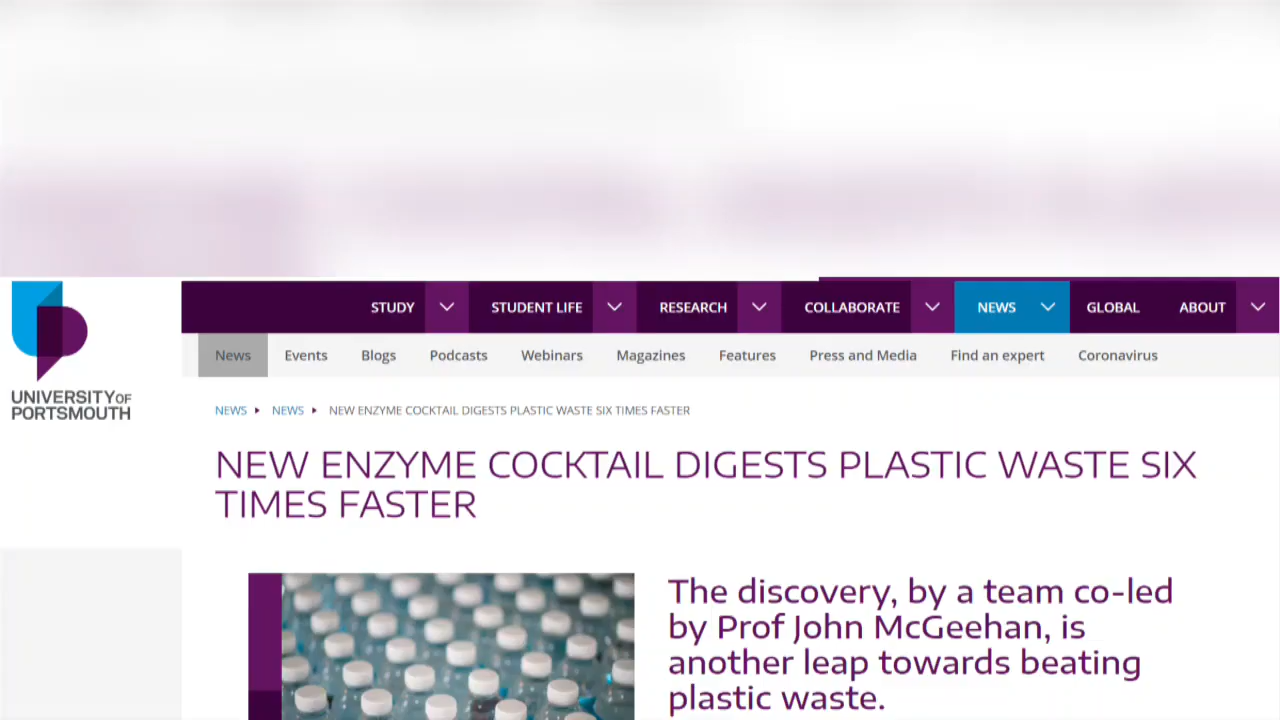 STUDY STUDENT LIFE RESEARCH COLLABORATE NEWS GLOBAL ABOUT
News Events Blogs Podcasts Webinars Magazines Features Press and Media Find an expert Coronavirus
UNIVERSITY OF
PORTSMOUTH
NEWS NEWS NEW ENZYME COCKTAIL DIGESTS PLASTIC WASTE SIX TIMES FASTER
NEW ENZYME COCKTAIL DIGESTS PLASTIC WASTE SIX
TIMES FASTER
The discovery, by a team co-led
by Prof John McGeehan, is
another leap towards beating
plastic waste.